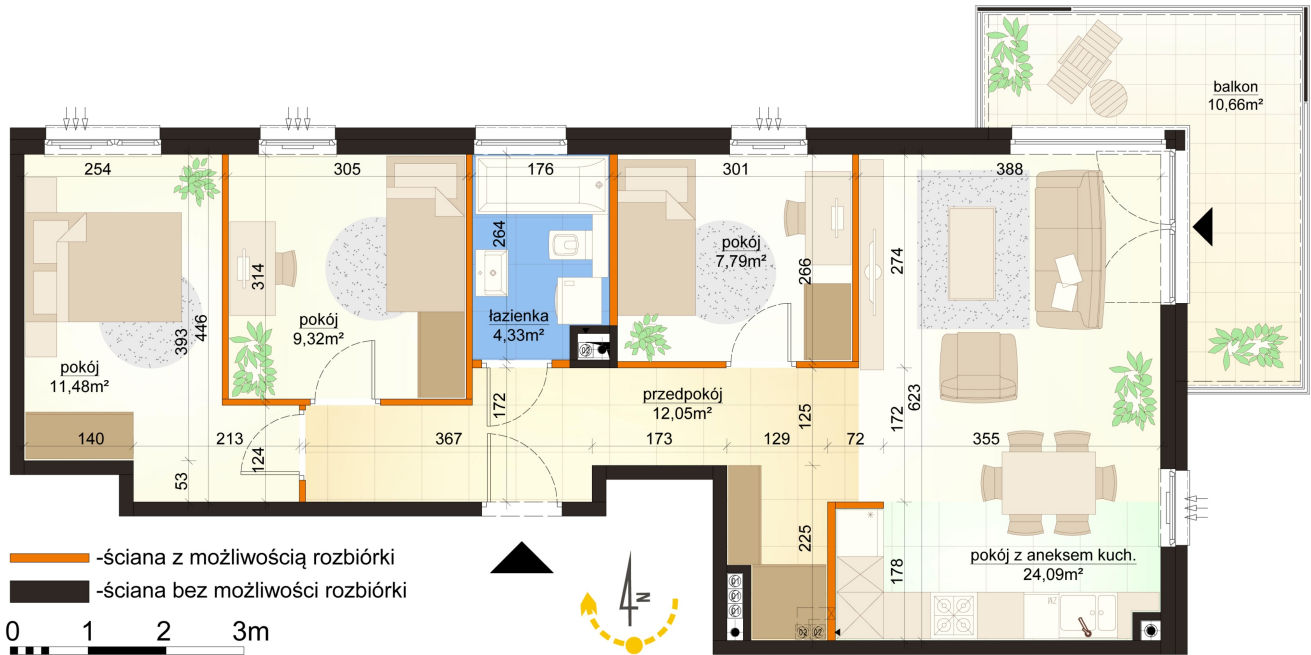 balkon
10,66m²
254
305
176
301
388
264
314
266
274
393
446
pokój
7,79m²
łazienka
4,33m²
pokój
9,32m²
pokój
11,48m²
przedpokój
12,05m²
172
125
172
623
140
213
124
367
173
129
72
355
53
225
178
pokój z aneksem kuch.
24,09m²
-ściana z możliwością rozbiórki
-ściana bez możliwości rozbiórki
0 1 2 3m
N